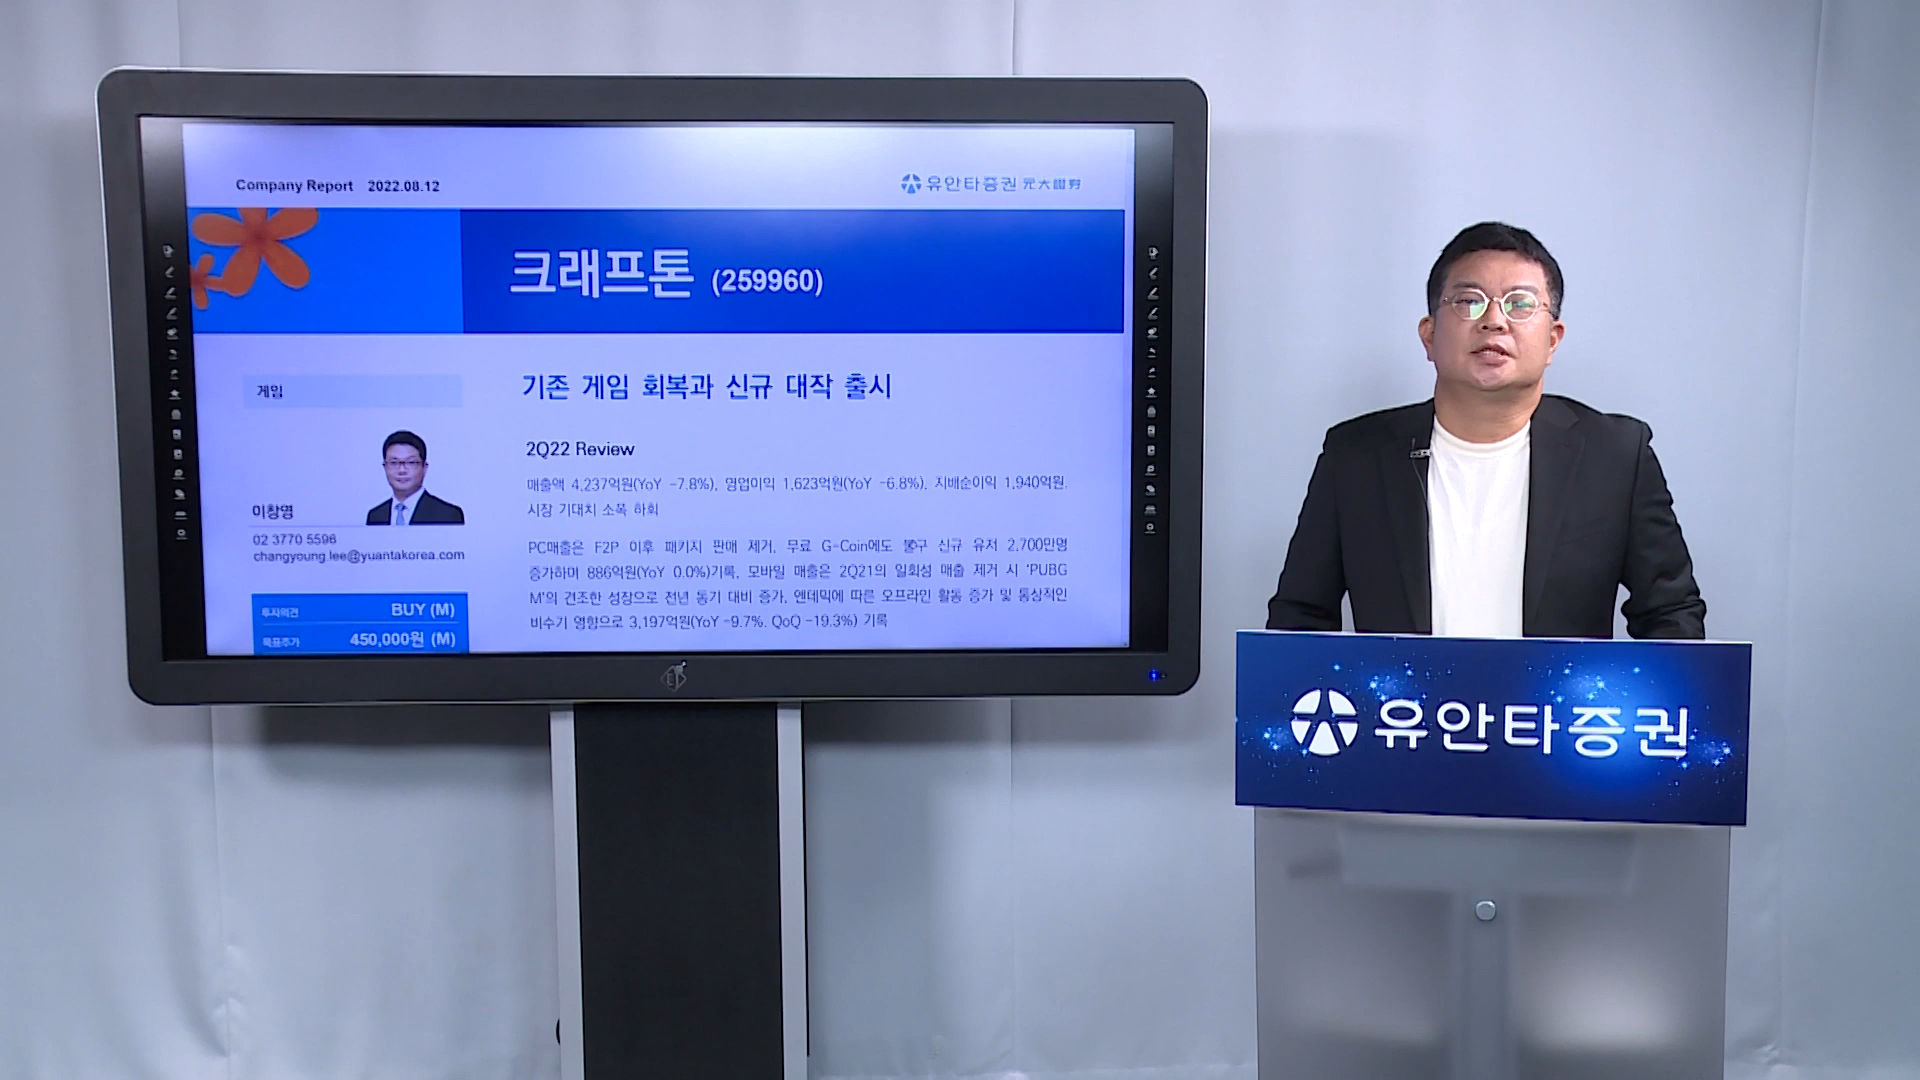 Company Report 2022.08.12
유안타증권 元大證券
크래프톤 (259960)
게임
기존 게임 회복과 신규 대작 출시
2Q22 Review
매출액 4,237억원(YoY -7.8%), 영업이익 1,623억원(YoY -6.8%), 지배순이익 1,940억원.
시장 기대치 소폭 하회
이창영
02 3770 5596
changyoung.lee@yuantakorea.com
PC매출은 F2P 이후 패키지 판매 제거, 무료 G-Coin에도 불구 신규 유저 2,700만명
증가하며 886억원(YoY 0.0%)기록, 모바일 매출은 2Q21의 일회성 매출 제거 시 'PUBG
M'의 견조한 성장으로 전년 동기 대비 증가, 엔데믹에 따른 오프라인 활동 증가 및 통상적인
비수기 영향으로 3,197억원(YoY -9.7%. QoQ -19.3%) 기록
투자의견 BUY (M)
목표주가 450,000원 (M)
유안타증권